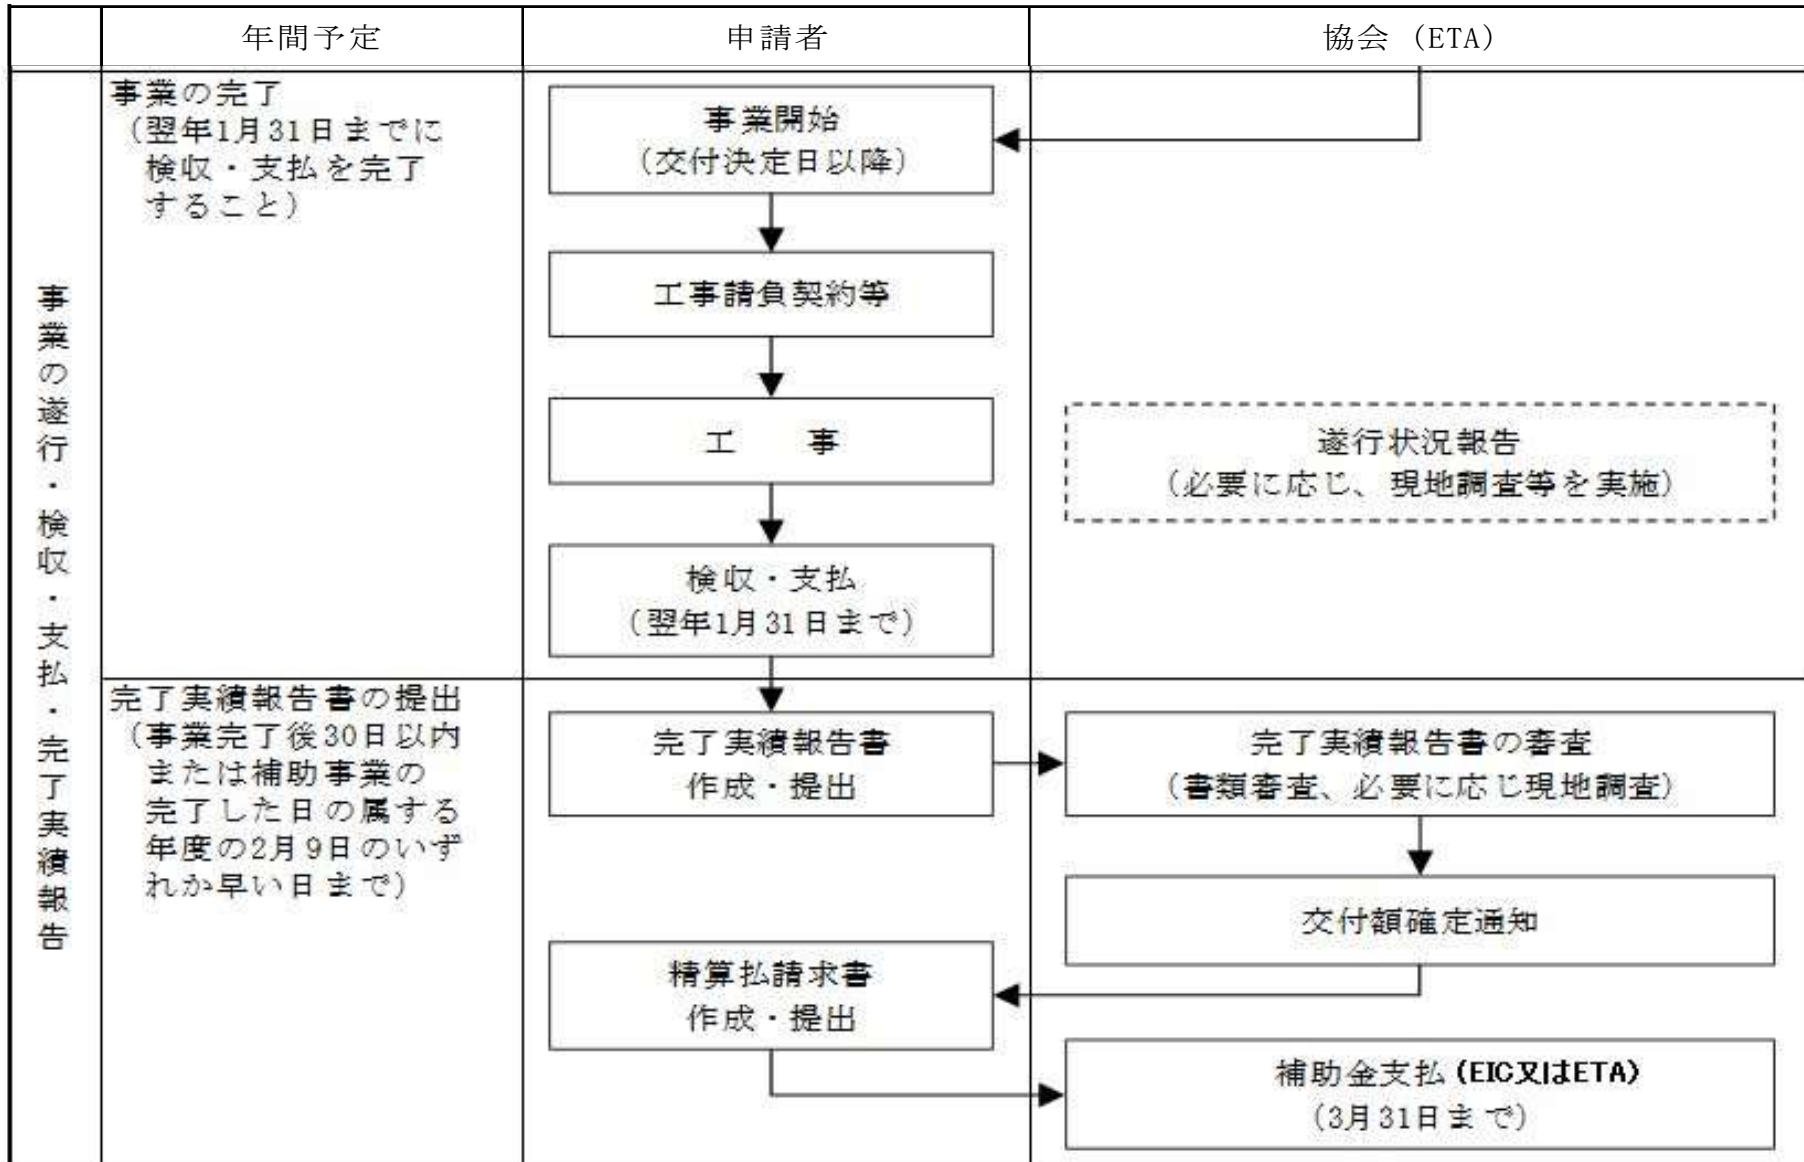 年間予定
申請者
協会 (ETA)
事業の遂行・検収・支払・完了実績報告
事業の完了
（翌年1月31日までに
検収・支払を完了
すること）
事業開始
（交付決定日以降）
工事請負契約等
工　　事
遂行状況報告
（必要に応じ、現地調査等を実施）
検収・支払
（翌年1月31日まで）
完了実績報告書の提出
（事業完了後30日以内
または補助事業の
完了した日の属する
年度の2月9日のいず
れか早い日まで）
完了実績報告書
作成・提出
完了実績報告書の審査
（書類審査、必要に応じ現地調査）
交付額確定通知
精算払請求書
作成・提出
補助金支払(EIC又はETA)
（3月31日まで）